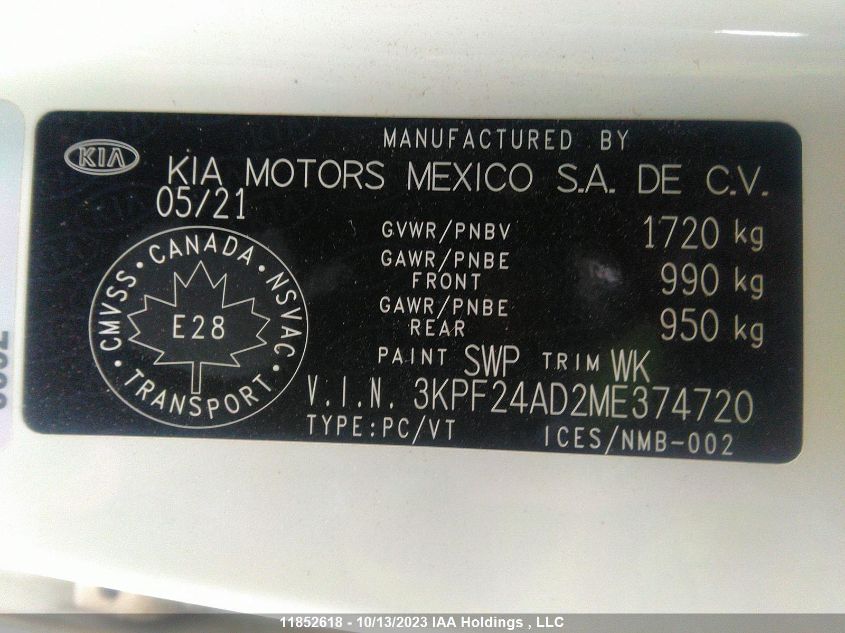 MANUFACTURED BY
KIA
KIA MOTORS MEXICO S.A. DE C.V.
05/21
GVWR/PNBV 1720 kg
GAWR/PNBE FRONT 990 kg
GAWR/PNBE REAR 950 kg
CMVSS • CANADA • NSVAC • TRANSPORT •
E28
PAINT SWP TRIM WK
V.I.N. 3KPF24AD2ME374720
TYPE:PC/VT ICES/NMB-002
11852618 - 10/13/2023 IAA Holdings , LLC